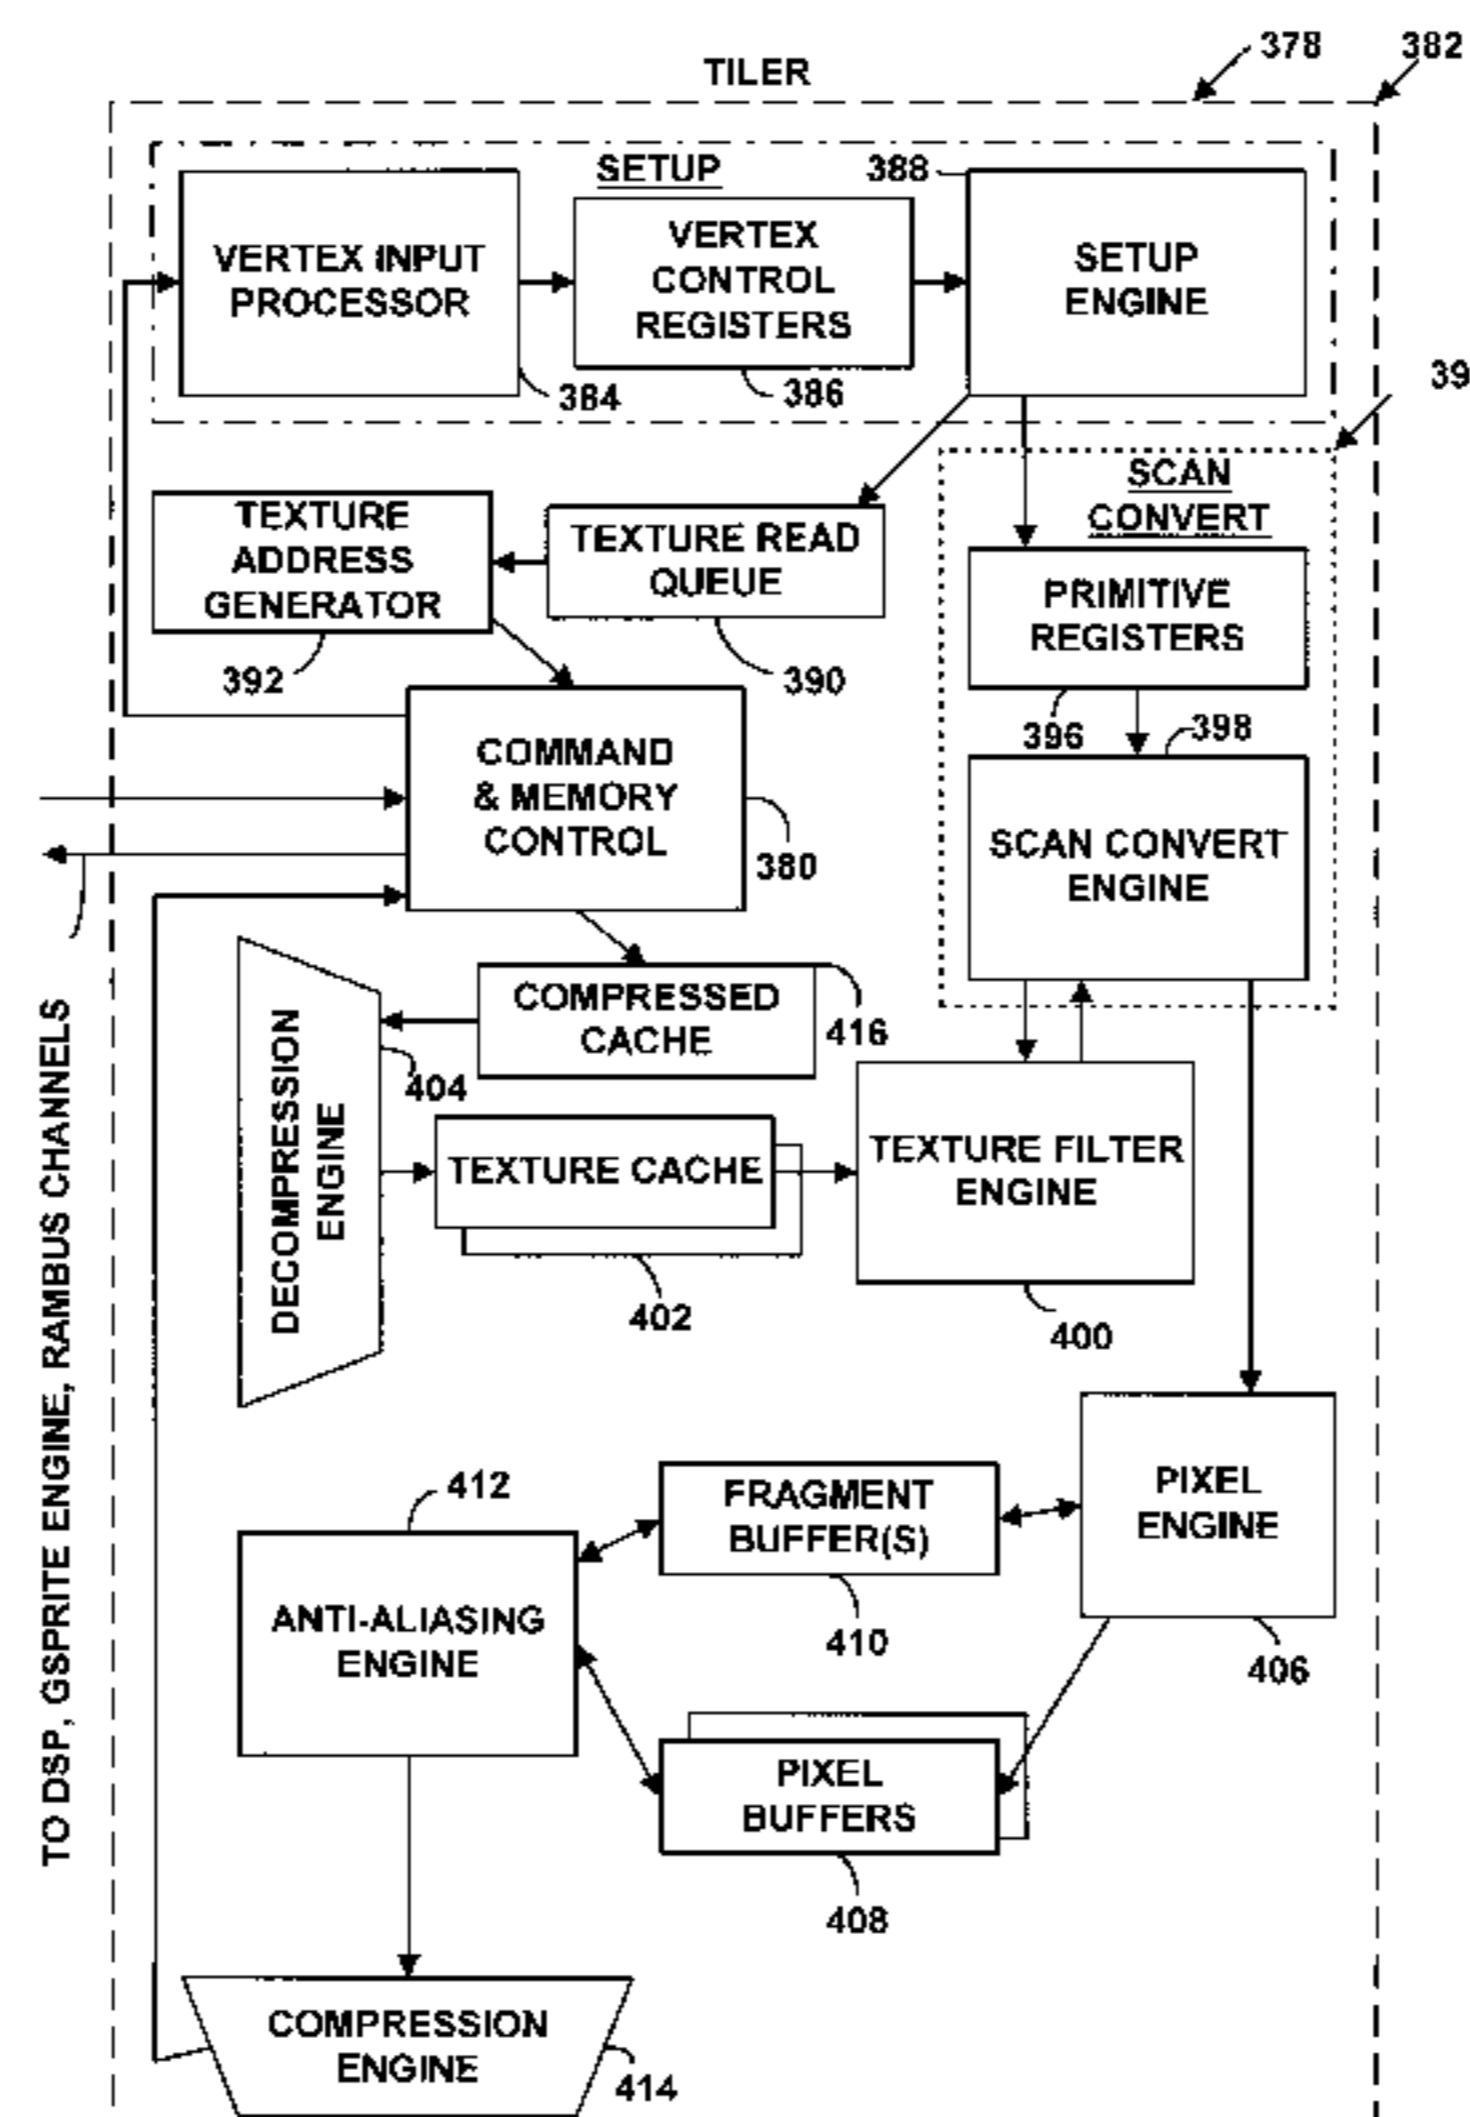 378
382
TILER
SETUP
388
VERTEX INPUT
PROCESSOR
VERTEX
CONTROL
REGISTERS
SETUP
ENGINE
384
386
39
SCAN
CONVERT
TEXTURE
ADDRESS
GENERATOR
TEXTURE READ
QUEUE
PRIMITIVE
REGISTERS
392
390
396
398
COMMAND
& MEMORY
CONTROL
380
SCAN CONVERT
ENGINE
COMPRESSED
CACHE
416
404
DECOMPRESSION
ENGINE
TEXTURE CACHE
TEXTURE FILTER
ENGINE
402
400
TO DSP, GSPRITE ENGINE, RAMBUS CHANNELS
412
FRAGMENT
BUFFER(S)
PIXEL
ENGINE
ANTI-ALIASING
ENGINE
410
406
PIXEL
BUFFERS
408
COMPRESSION
ENGINE
414